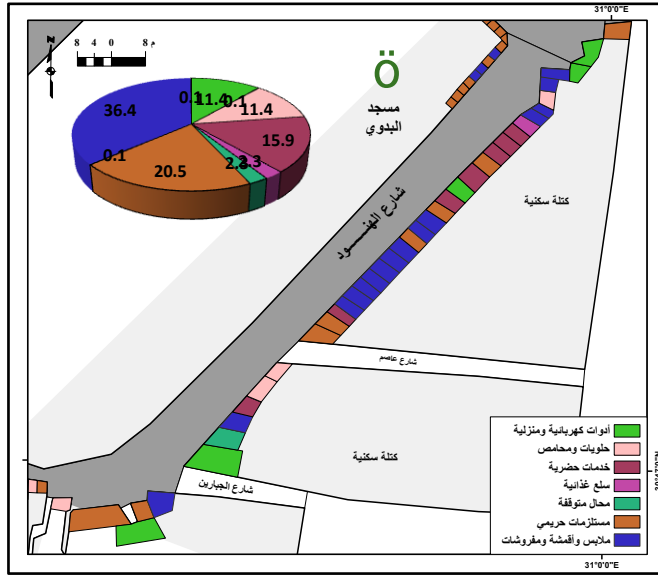 31°0'0"E
8 4 0 8 م
N
Ö
مسجد
البدوي
0.1
11.4
0.1
11.4
36.4
15.9
0.1
20.5
2.3
2.3
شارع الهنـــود
كتلة سكنية
شارع عاصم
كتلة سكنية
شارع الجبارين
أدوات كهربائية ومنزلية
حلويات ومحامص
خدمات حضرية
سلع غذائية
محال متوقفة
مستلزمات حريمي
ملابس وأقمشة ومفروشات
31°0'0"E